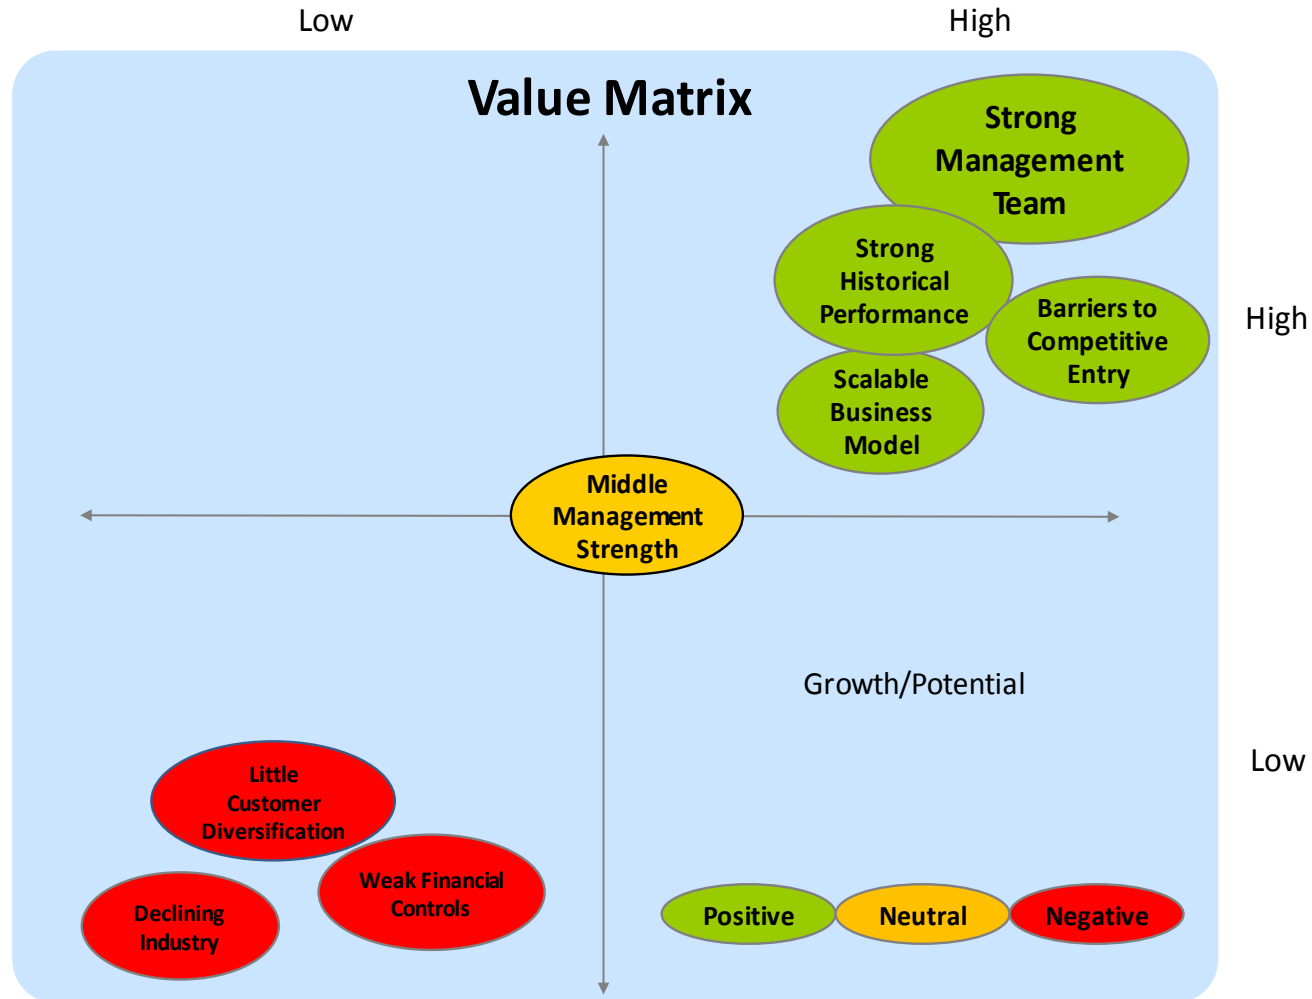 Low
High
Value Matrix
Strong
Management
Team
Strong
Historical
Performance
Barriers to
Competitive
Entry
High
Scalable
Business
Model
Middle
Management
Strength
Growth/Potential
Low
Little
Customer
Diversification
Weak Financial
Controls
Declining
Industry
Positive
Neutral
Negative